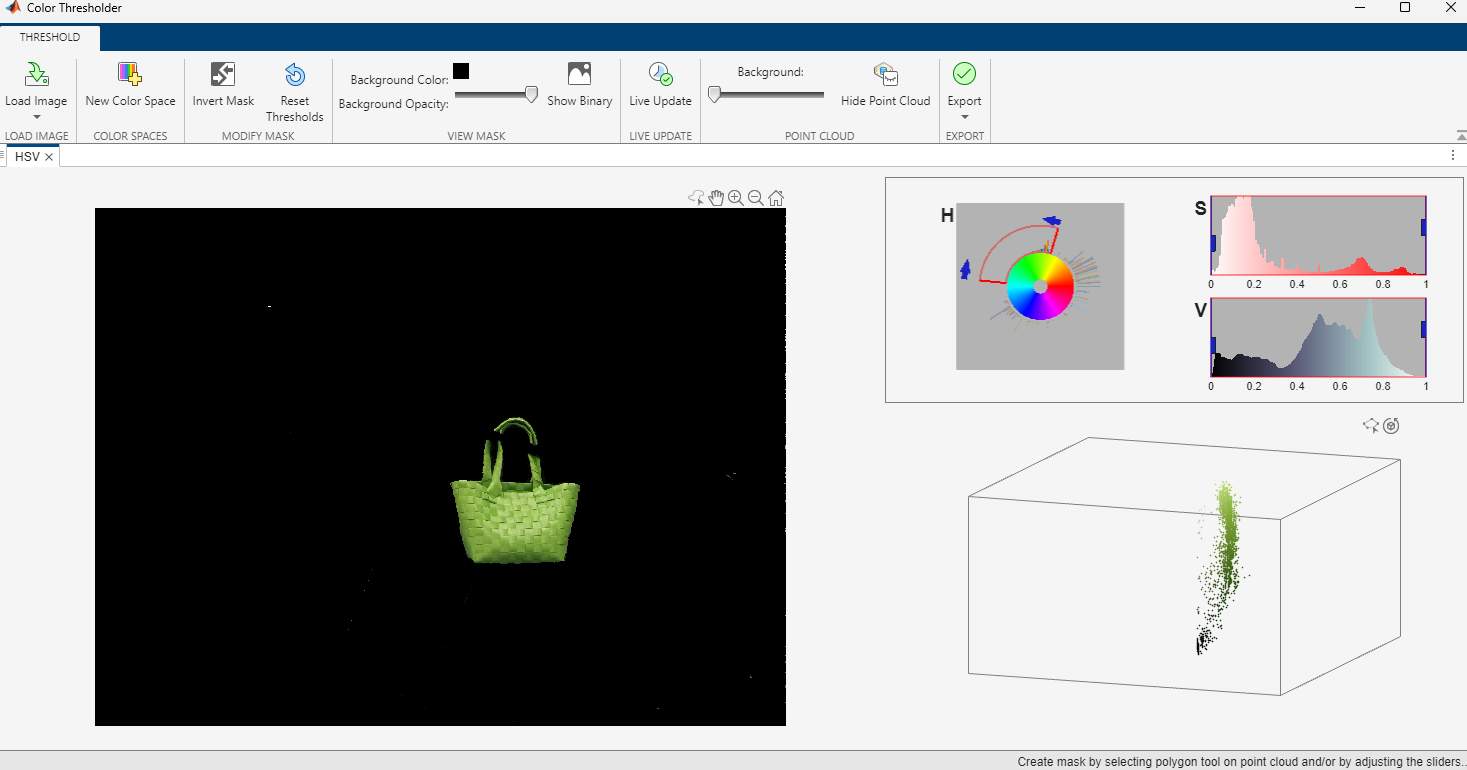 Color Thresholder
THRESHOLD
Load Image
New Color Space
Invert Mask
Reset
Thresholds
Background Color:
Background Opacity:
Show Binary
Live Update
Background:
Hide Point Cloud
Export
LOAD IMAGE
COLOR SPACES
MODIFY MASK
VIEW MASK
LIVE UPDATE
POINT CLOUD
EXPORT
HSV
H
S
0 0.2 0.4 0.6 0.8 1
V
0 0.2 0.4 0.6 0.8 1
Create mask by selecting polygon tool on point cloud and/or by adjusting the sliders..